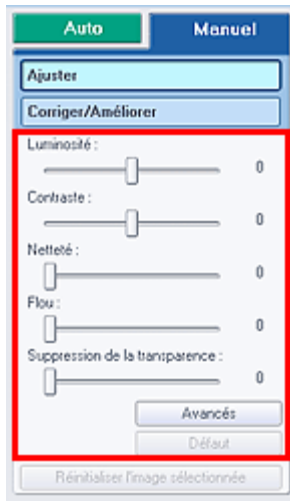 Auto Manuel
Ajuster
Corriger/Améliorer
Luminosité :
0
Contraste :
0
Netteté :
0
Flou :
0
Suppression de la transparence :
0
Avancés
Défaut
Réinitialiser l'image sélectionnée